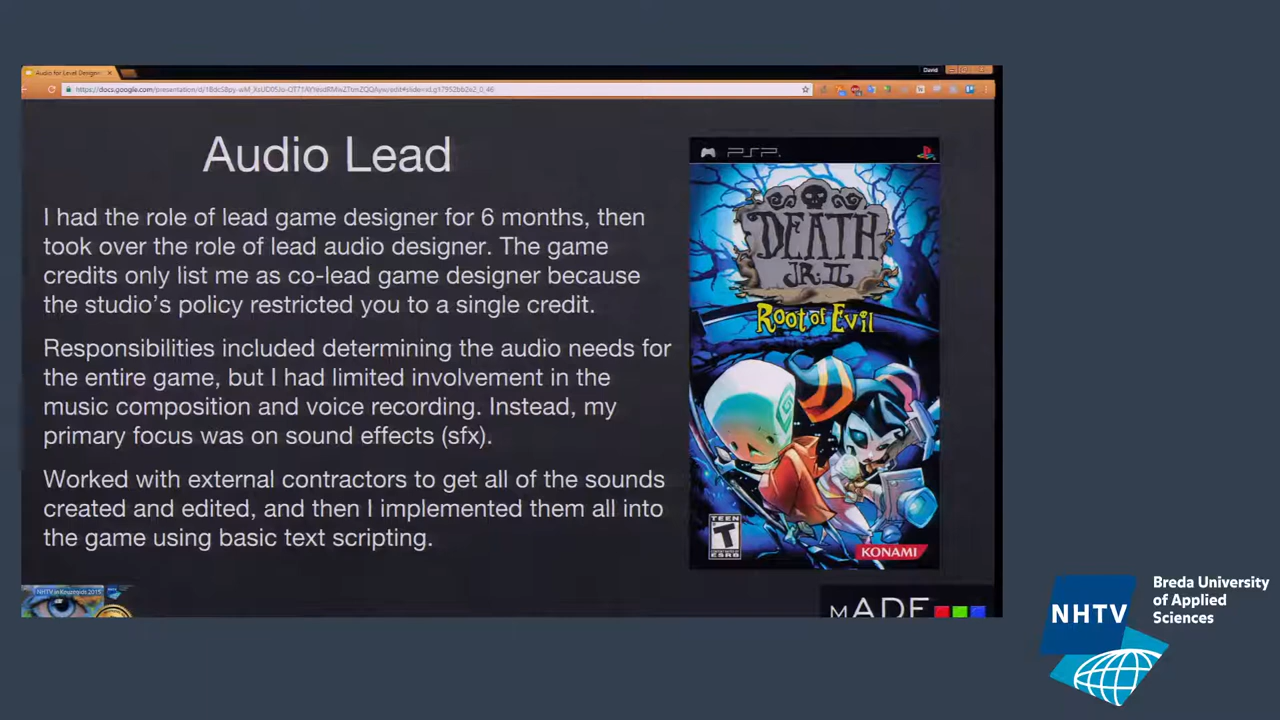 Audio for Level Designe
David
Audio Lead
I had the role of lead game designer for 6 months, then
took over the role of lead audio designer. The game
credits only list me as co-lead game designer because
the studio's policy restricted you to a single credit.
Responsibilities included determining the audio needs for
the entire game, but I had limited involvement in the
music composition and voice recording. Instead, my
primary focus was on sound effects (sfx).
Worked with external contractors to get all of the sounds
created and edited, and then I implemented them all into
the game using basic text scripting.
PSP
DEATH
JR. II
Root of Evil
TEEN
T
ESRB
KONAMI
MADE
NHTV
Breda University
of Applied
Sciences